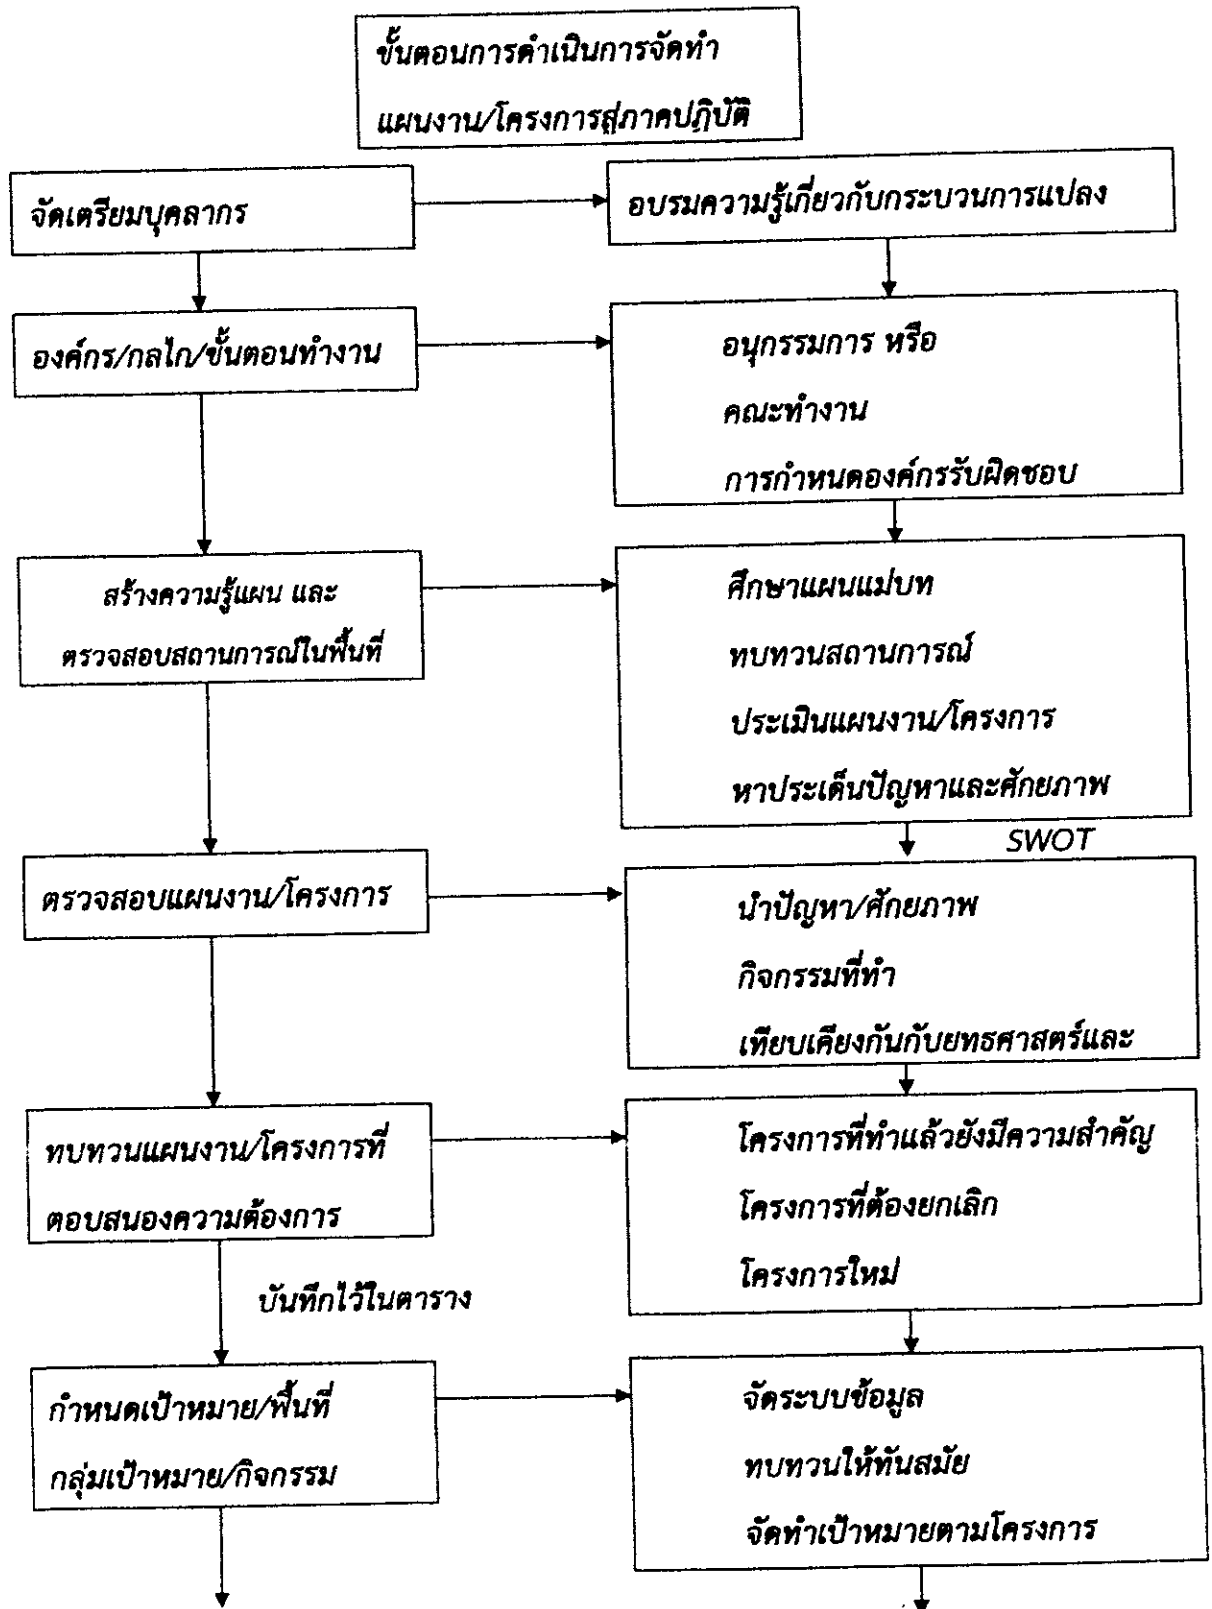 ขั้นตอนการดำเนินการจัดทำ
แผนงาน/โครงการสู่ภาคปฏิบัติ
จัดเตรียมบุคลากร
อบรมความรู้เกี่ยวกับกระบวนการแปลง
องค์กร/กลไก/ขั้นตอนทำงาน
อนุกรรมการ หรือ
คณะทำงาน
การกำหนดองค์กรรับผิดชอบ
สร้างความรู้แผน และ
ตรวจสอบสถานการณ์ในพื้นที่
ศึกษาแผนแม่บท
ทบทวนสถานการณ์
ประเมินแผนงาน/โครงการ
หาประเด็นปัญหาและศักยภาพ
SWOT
ตรวจสอบแผนงาน/โครงการ
นำปัญหา/ศักยภาพ
กิจกรรมที่ทำ
เทียบเคียงกันกับยทธศาสตร์และ
ทบทวนแผนงาน/โครงการที่
ตอบสนองความต้องการ
โครงการที่ทำแล้วยังมีความสำคัญ
โครงการที่ต้องยกเลิก
โครงการใหม่
บันทึกไว้ในตาราง
กำหนดเป้าหมาย/พื้นที่
กลุ่มเป้าหมาย/กิจกรรม
จัดระบบข้อมูล
ทบทวนให้ทันสมัย
จัดทำเป้าหมายตามโครงการ